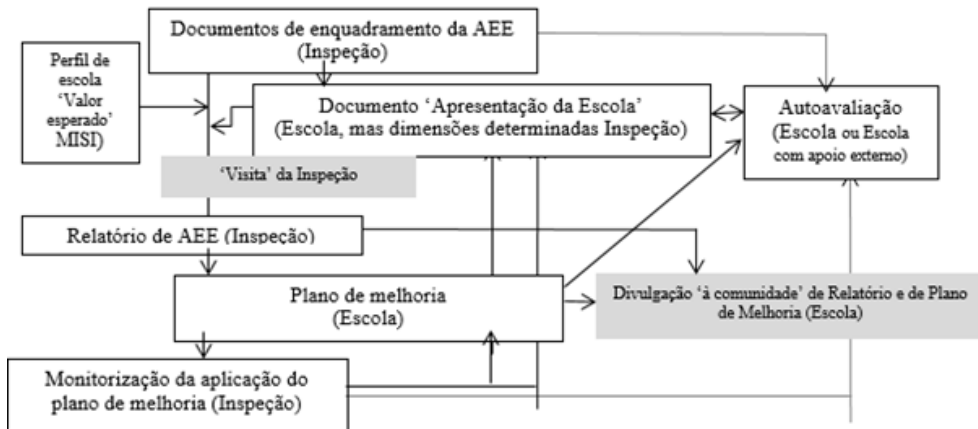 Documentos de enquadramento da AEE
(Inspeção)
Perfil de
escola
‘Valor
esperado’
MISI)
Documento ‘Apresentação da Escola’
(Escola, mas dimensões determinadas Inspeção)
Autoavaliação
(Escola ou Escola
com apoio externo)
‘Visita’ da Inspeção
Relatório de AEE (Inspeção)
Plano de melhoria
(Escola)
Divulgação ‘à comunidade’ de Relatório e de Plano
de Melhoria (Escola)
Monitorização da aplicação do
plano de melhoria (Inspeção)